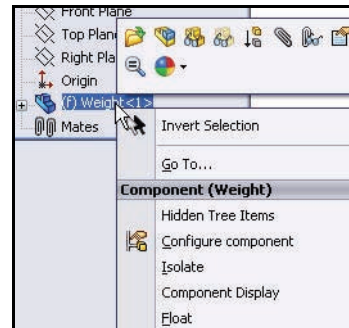 Front Plane
Top Plan
Right Pla
Origin
(f) Weight<1>
Mates
Invert Selection
Go To...
Component (Weight)
Hidden Tree Items
Configure component
Isolate
Component Display
Float